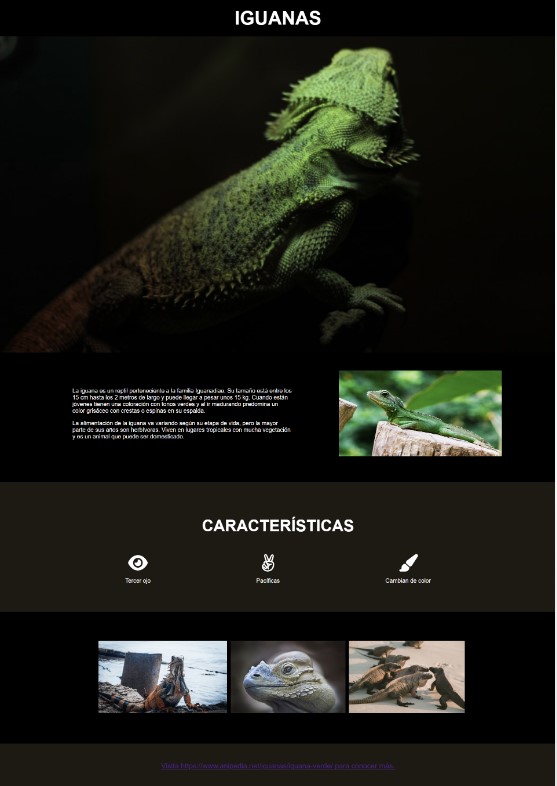 IGUANAS
La iguana es un reptil perteneciente a la familia Iguanadiae. Su tamaño está entre los
15 cm hasta los 2 metros de largo y puede llegar a pesar unos 15 kg. Cuando están
jóvenes tienen una coloración con tonos verdes y al ir madurando predomina un
color grisáceo con crestas o espinas en su espalda.
La alimentación de la iguana va variando según su etapa de vida, pero la mayor
parte de sus años son herbívoros. Viven en lugares tropicales con mucha vegetación
y es un animal que puede ser domesticado.
CARACTERÍSTICAS
Tercer ojo
Pacíficas
Cambian de color
para conocer más.